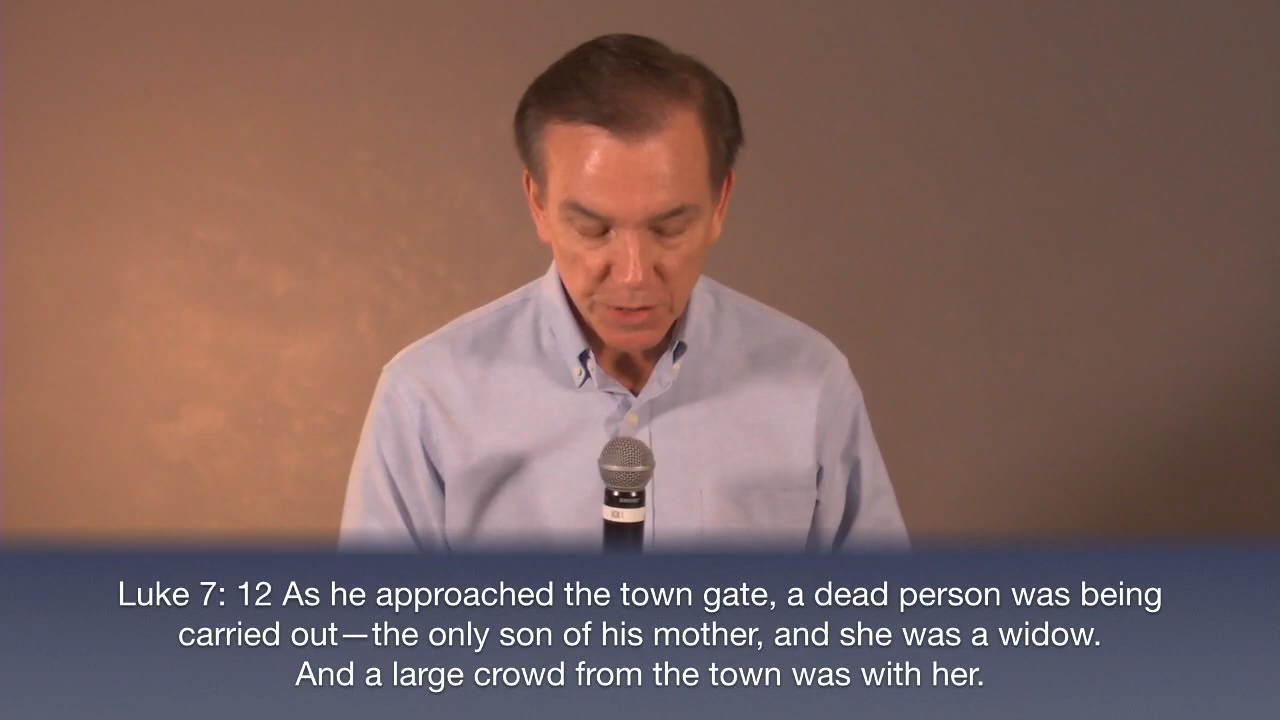 Luke 7: 12 As he approached the town gate, a dead person was being
carried out—the only son of his mother, and she was a widow.
And a large crowd from the town was with her.